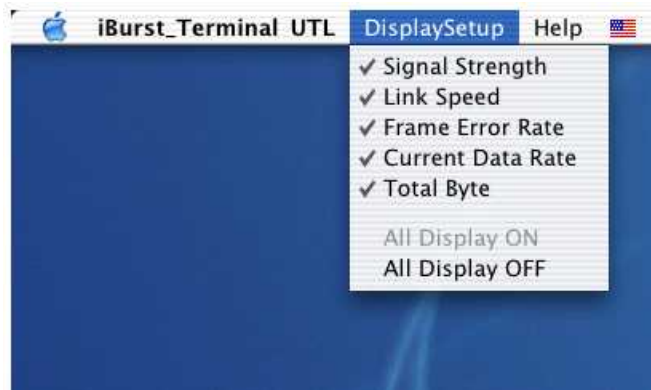 iBurst_Terminal UTL DisplaySetup Help
✓ Signal Strength
✓ Link Speed
✓ Frame Error Rate
✓ Current Data Rate
✓ Total Byte
All Display ON
All Display OFF